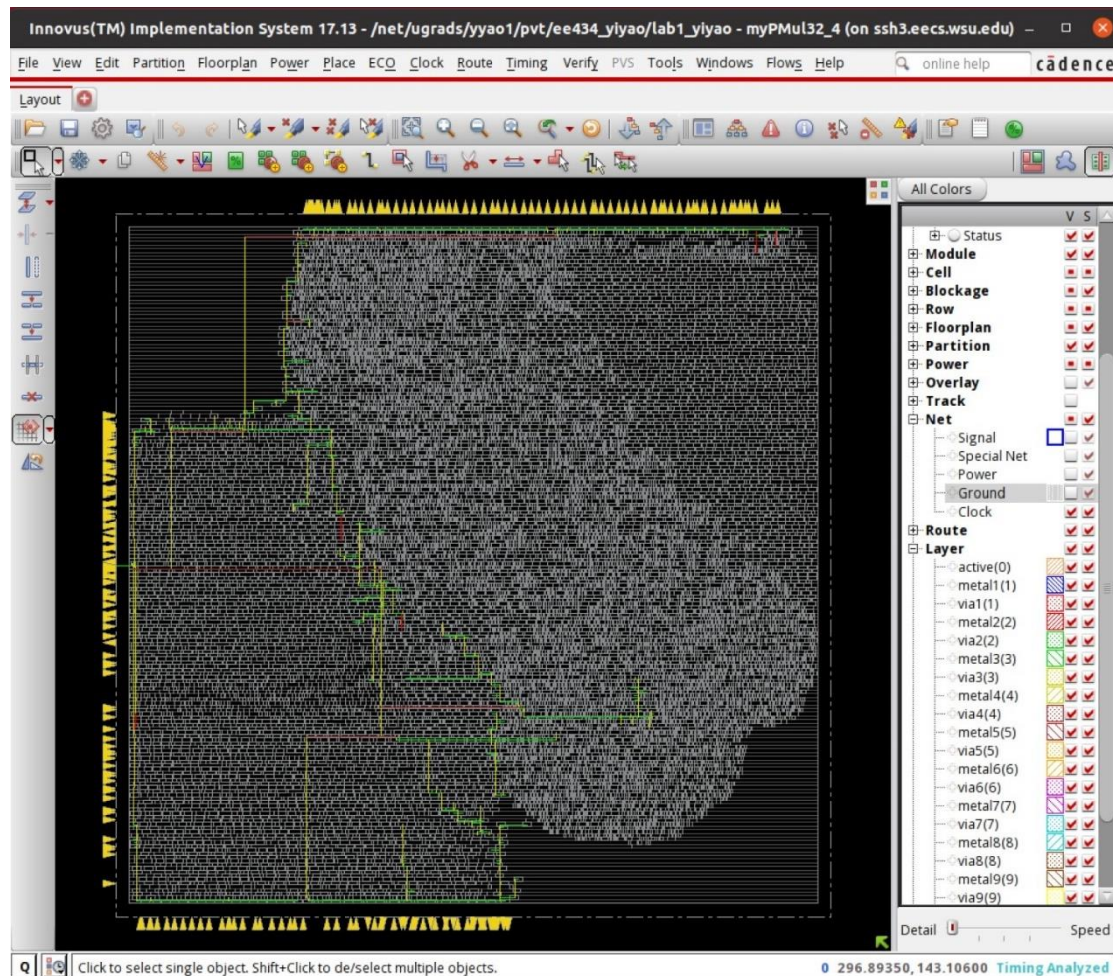 Innovus(TM) Implementation System 17.13 - /net/ugrads/yyao1/pvt/ee434_yiyao/lab1_yiyao - myPMul32_4 (on ssh3.eecs.wsu.edu)
File View Edit Partition Floorplan Power Place ECO Clock Route Timing Verify PVS Tools Windows Flows Help online help cādence
Layout
All Colors
V S
Status
Module
Cell
Blockage
Row
Floorplan
Partition
Power
Overlay
Track
Net
Signal
Special Net
Power
Ground
Clock
Route
Layer
active(0)
metal1(1)
via1(1)
metal2(2)
via2(2)
metal3(3)
via3(3)
metal4(4)
via4(4)
metal5(5)
via5(5)
metal6(6)
via6(6)
metal7(7)
via7(7)
metal8(8)
via8(8)
metal9(9)
via9(9)
Detail Speed
Q Click to select single object. Shift+Click to de/select multiple objects. 0 296.89350, 143.10600 Timing Analyzed